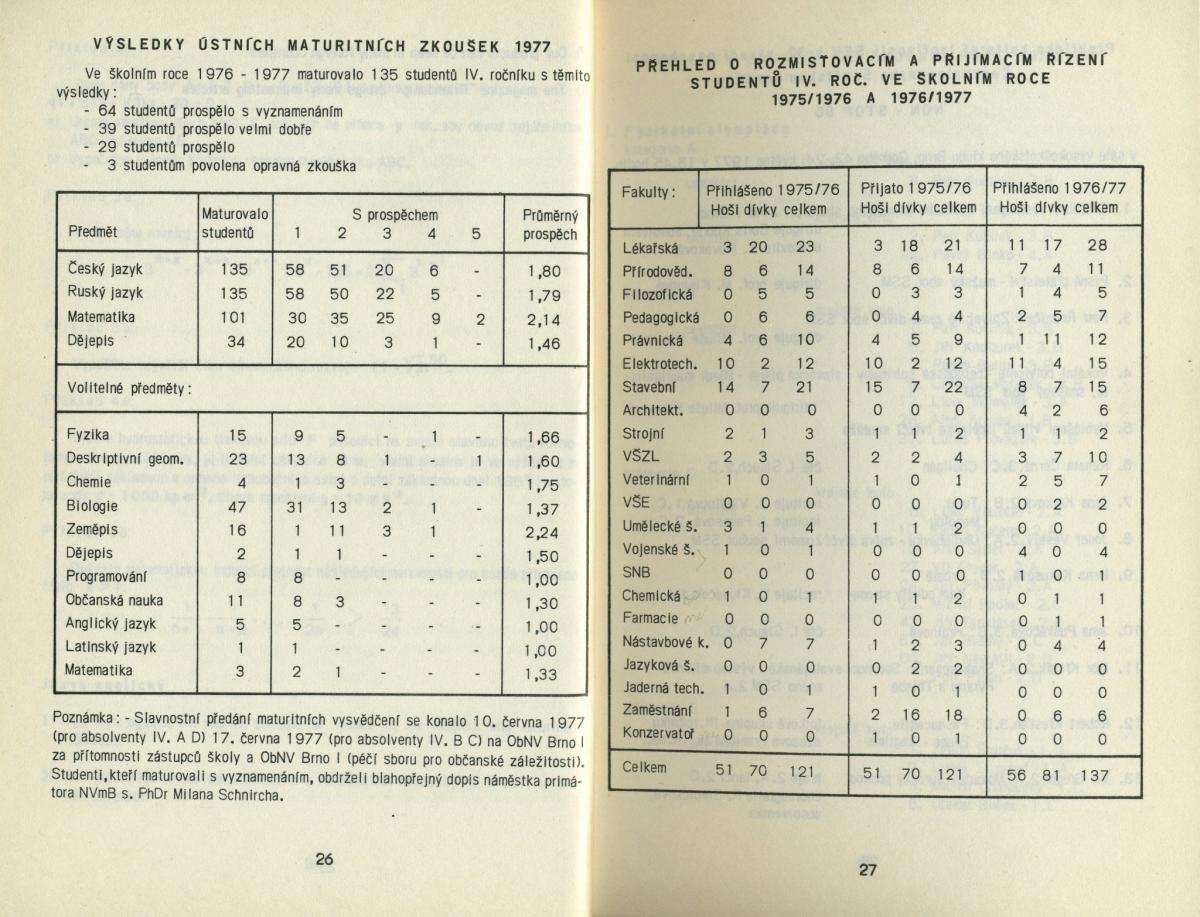 VÝSLEDKY ÚSTNÍCH MATURITNÍCH ZKOUŠEK 1977
Ve školním roce 1976 - 1977 maturovalo 135 studentů IV. ročníku s těmito
výsledky :
- 64 studentů prospělo s vyznamenáním
- 39 studentů prospělo velmi dobře
- 29 studentů prospělo
- 3 studentům povolena opravná zkouška
Předmět Maturovalo studentů S prospěchem 1 2 3 4 5 Průměrný prospěch
Český jazyk 135 58 51 20 6 - 1,80
Ruský jazyk 135 58 50 22 5 - 1,79
Matematika 101 30 35 25 9 2 2,14
Dějepis 34 20 10 3 1 - 1,46
Volitelné předměty :
Fyzika 15 9 5 - 1 - 1,66
Deskriptivní geom. 23 13 8 1 - 1 1,60
Chemie 4 1 3 - - - 1,75
Biologie 47 31 13 2 1 - 1,37
Zeměpis 16 1 11 3 1 2,24
Dějepis 2 1 1 - - - 1,50
Programování 8 8 - - - 1,00
Občanská nauka 11 8 3 - - - 1,30
Anglický jazyk 5 5 - - - - 1,00
Latinský jazyk 1 1 - - - 1,00
Matematika 3 2 1 - - - 1,33
Poznámka : - Slavnostní předání maturitních vysvědčení se konalo 10. června 1977
(pro absolventy IV. A D) 17. června 1977 (pro absolventy IV. B C) na ObNV Brno I
za přítomnosti zástupců školy a ObNV Brno I (péčí sboru pro občanské záležitosti).
Studenti,kteří maturovali s vyznamenáním, obdrželi blahopřejný dopis náměstka primá-
tora NVmB s. PhDr Milana Schnircha.
26
PŘEHLED O ROZMISŤOVACÍM A PŘIJÍMACÍM ŘÍZENÍ
STUDENTŮ IV. ROČ. VE ŠKOLNÍM ROCE
1975/1976 A 1976/1977
Fakulty : Přihlášeno 1975/76 Přijato 1975/76 Přihlášeno 1976/77
Hoši dívky celkem Hoši dívky celkem Hoši dívky celkem
Lékařská 3 20 23 3 18 21 11 17 28
Přírodověd. 8 6 14 8 6 14 7 4 11
Filozofická 0 5 5 0 3 3 1 4 5
Pedagogická 0 6 6 0 4 4 2 5 7
Právnická 4 6 10 4 5 9 1 11 12
Elektrotech. 10 2 12 10 2 12 11 4 15
Stavební 14 7 21 15 7 22 8 7 15
Architekt. 0 0 0 0 0 0 4 2 6
Strojní 2 1 3 1 1 2 1 1 2
VŠZL 2 3 5 2 2 4 3 7 10
Veterinární 1 0 1 1 0 1 2 5 7
VŠE 0 0 0 0 0 0 0 2 2
Umělecké š. 3 1 4 1 1 2 0 0 0
Vojenské š. 1 0 1 0 0 0 4 0 4
SNB 0 0 0 0 0 0 1 0 1
Chemická 1 0 1 1 1 2 0 1 1
Farmacie 0 0 0 0 0 0 0 1 1
Nástavbové k. 0 7 7 1 2 3 0 4 4
Jazyková š. 0 0 0 0 2 2 0 0 0
Jaderná tech. 1 0 1 1 0 1 0 0 0
Zaměstnání 1 6 7 2 16 18 0 6 6
Konzervatoř 0 0 0 1 0 1 0 0 0
Celkem 51 70 121 51 70 121 56 81 137
27